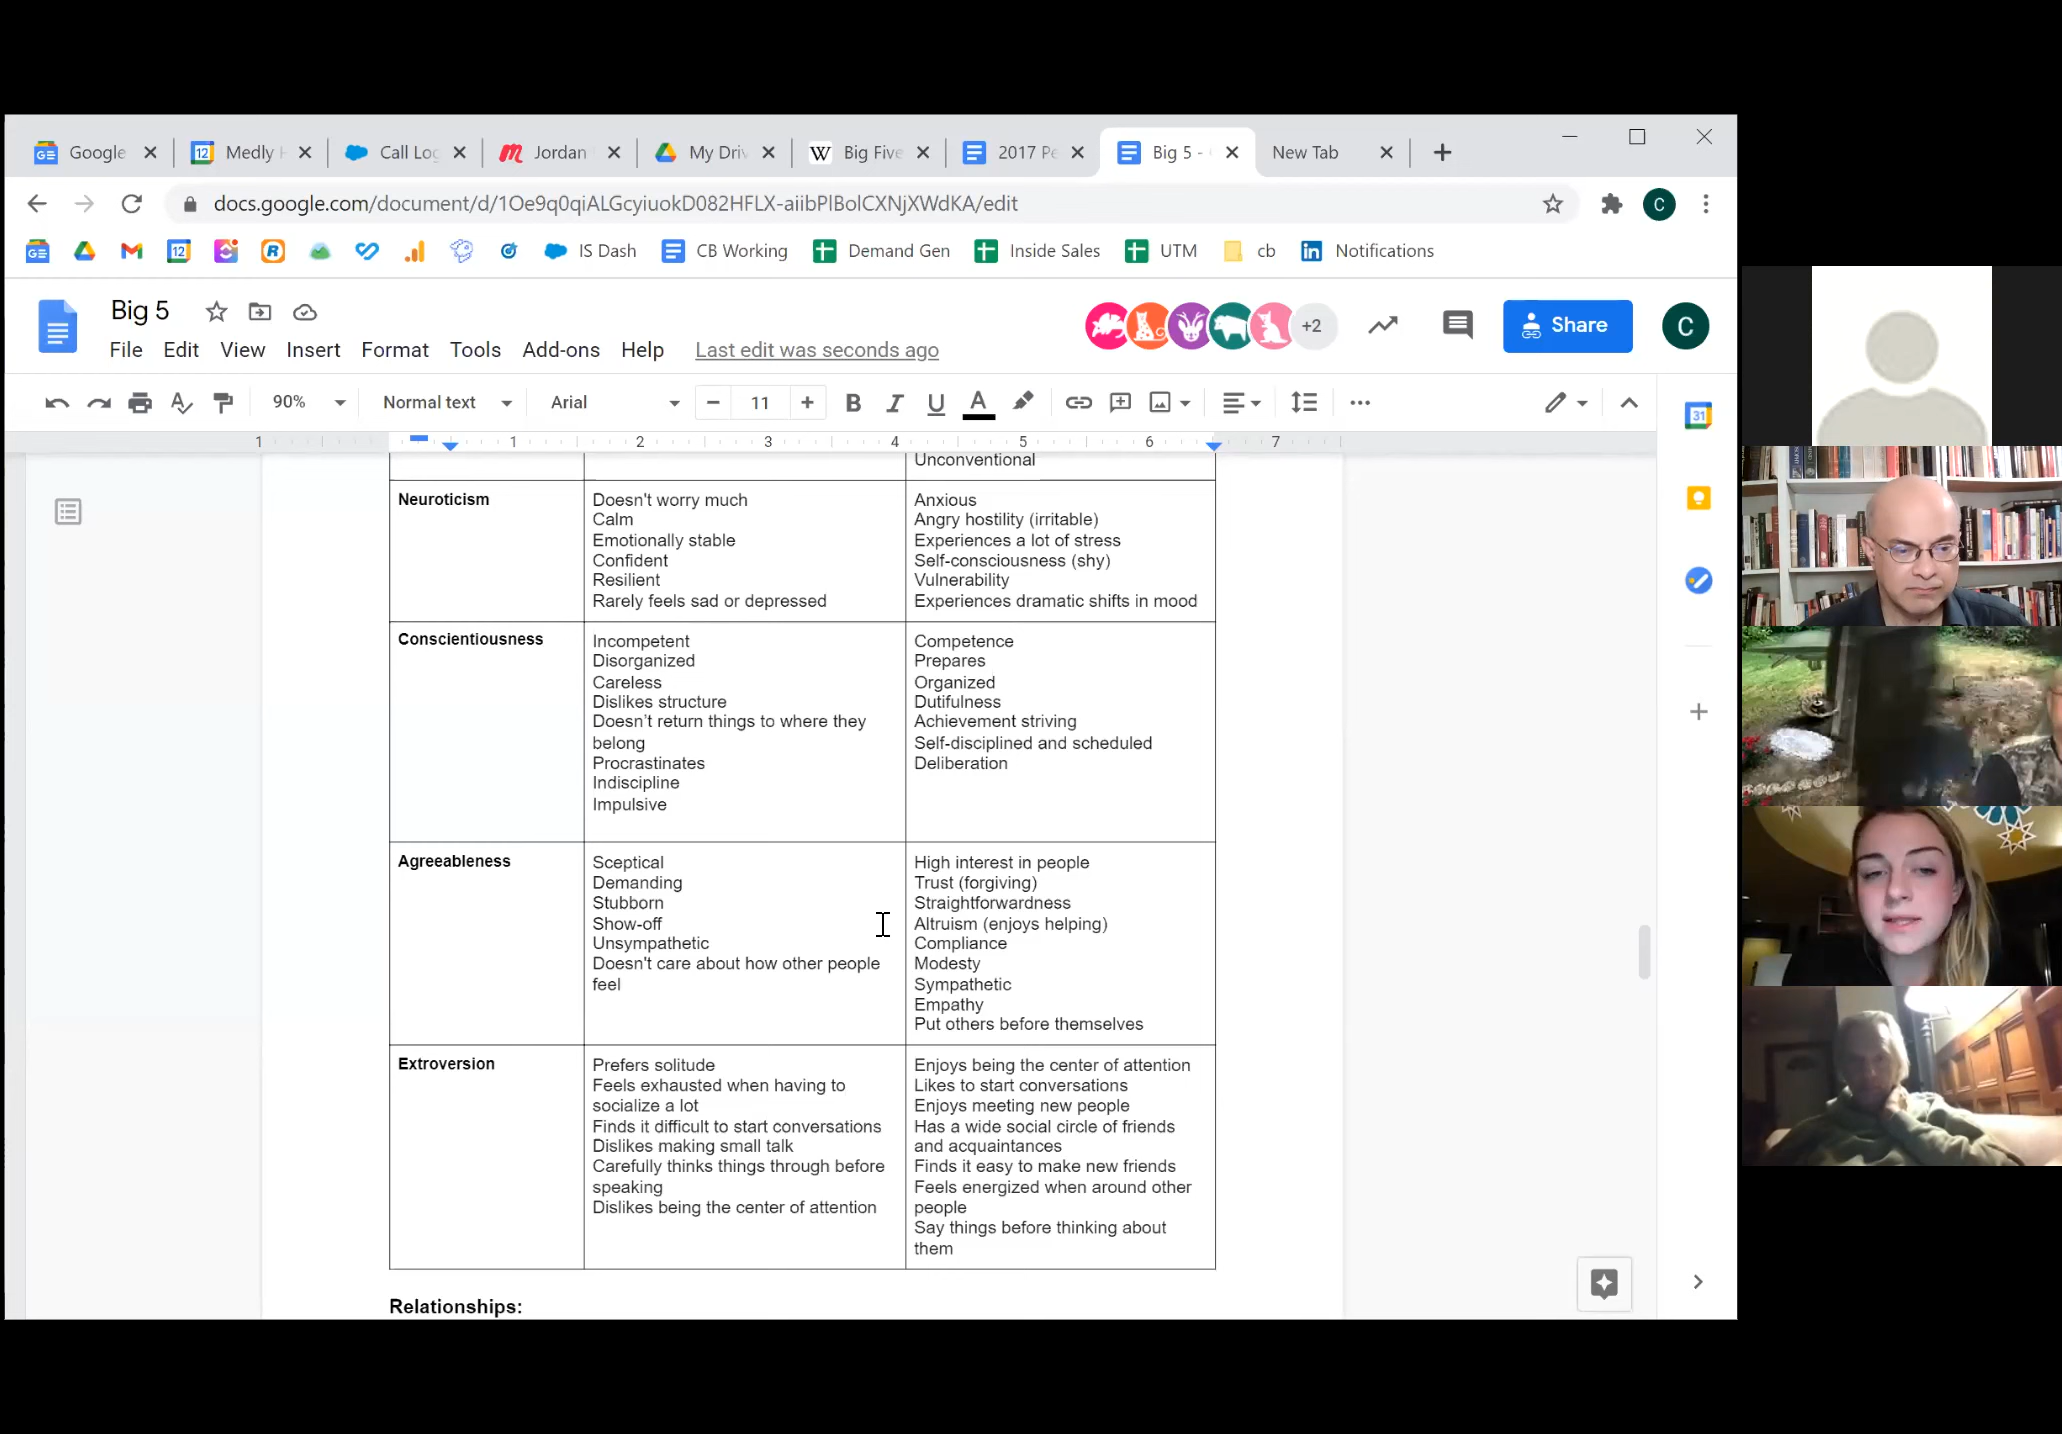 Google
Medly H
Call Log
Jordan
My Driv
Big Five
2017 Pe
Big 5 -
New Tab
docs.google.com/document/d/1Oe9q0qiALGcyiuokD082HFLX-aiibPlBolCXNjXWdKA/edit
C
IS Dash
CB Working
Demand Gen
Inside Sales
UTM
cb
Notifications
Big 5
+2
Share
C
File Edit View Insert Format Tools Add-ons Help Last edit was seconds ago
90% Normal text Arial 11 B I U A
1 1 2 3 4 5 6 7
Unconventional
Neuroticism
Doesn't worry much
Calm
Emotionally stable
Confident
Resilient
Rarely feels sad or depressed
Anxious
Angry hostility (irritable)
Experiences a lot of stress
Self-consciousness (shy)
Vulnerability
Experiences dramatic shifts in mood
Conscientiousness
Incompetent
Disorganized
Careless
Dislikes structure
Doesn't return things to where they
belong
Procrastinates
Indiscipline
Impulsive
Competence
Prepares
Organized
Dutifulness
Achievement striving
Self-disciplined and scheduled
Deliberation
Agreeableness
Sceptical
Demanding
Stubborn
Show-off
Unsympathetic
Doesn't care about how other people
feel
High interest in people
Trust (forgiving)
Straightforwardness
Altruism (enjoys helping)
Compliance
Modesty
Sympathetic
Empathy
Put others before themselves
Extroversion
Prefers solitude
Feels exhausted when having to
socialize a lot
Finds it difficult to start conversations
Dislikes making small talk
Carefully thinks things through before
speaking
Dislikes being the center of attention
Enjoys being the center of attention
Likes to start conversations
Enjoys meeting new people
Has a wide social circle of friends
and acquaintances
Finds it easy to make new friends
Feels energized when around other
people
Say things before thinking about
them
Relationships: